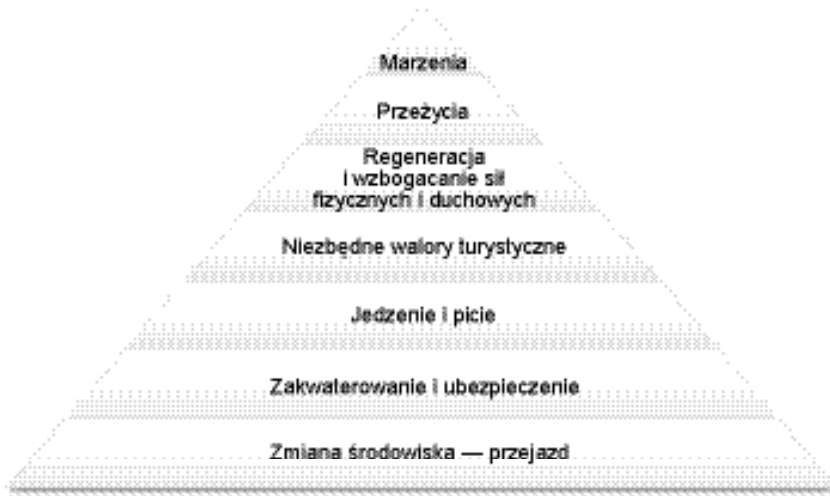 Marzenia
Przeżycia
Regeneracja
i wzbogacanie sił
fizycznych i duchowych
Niezbędne walory turystyczne
Jedzenie i picie
Zakwaterowanie i ubezpieczenie
Zmiana środowiska — przejazd